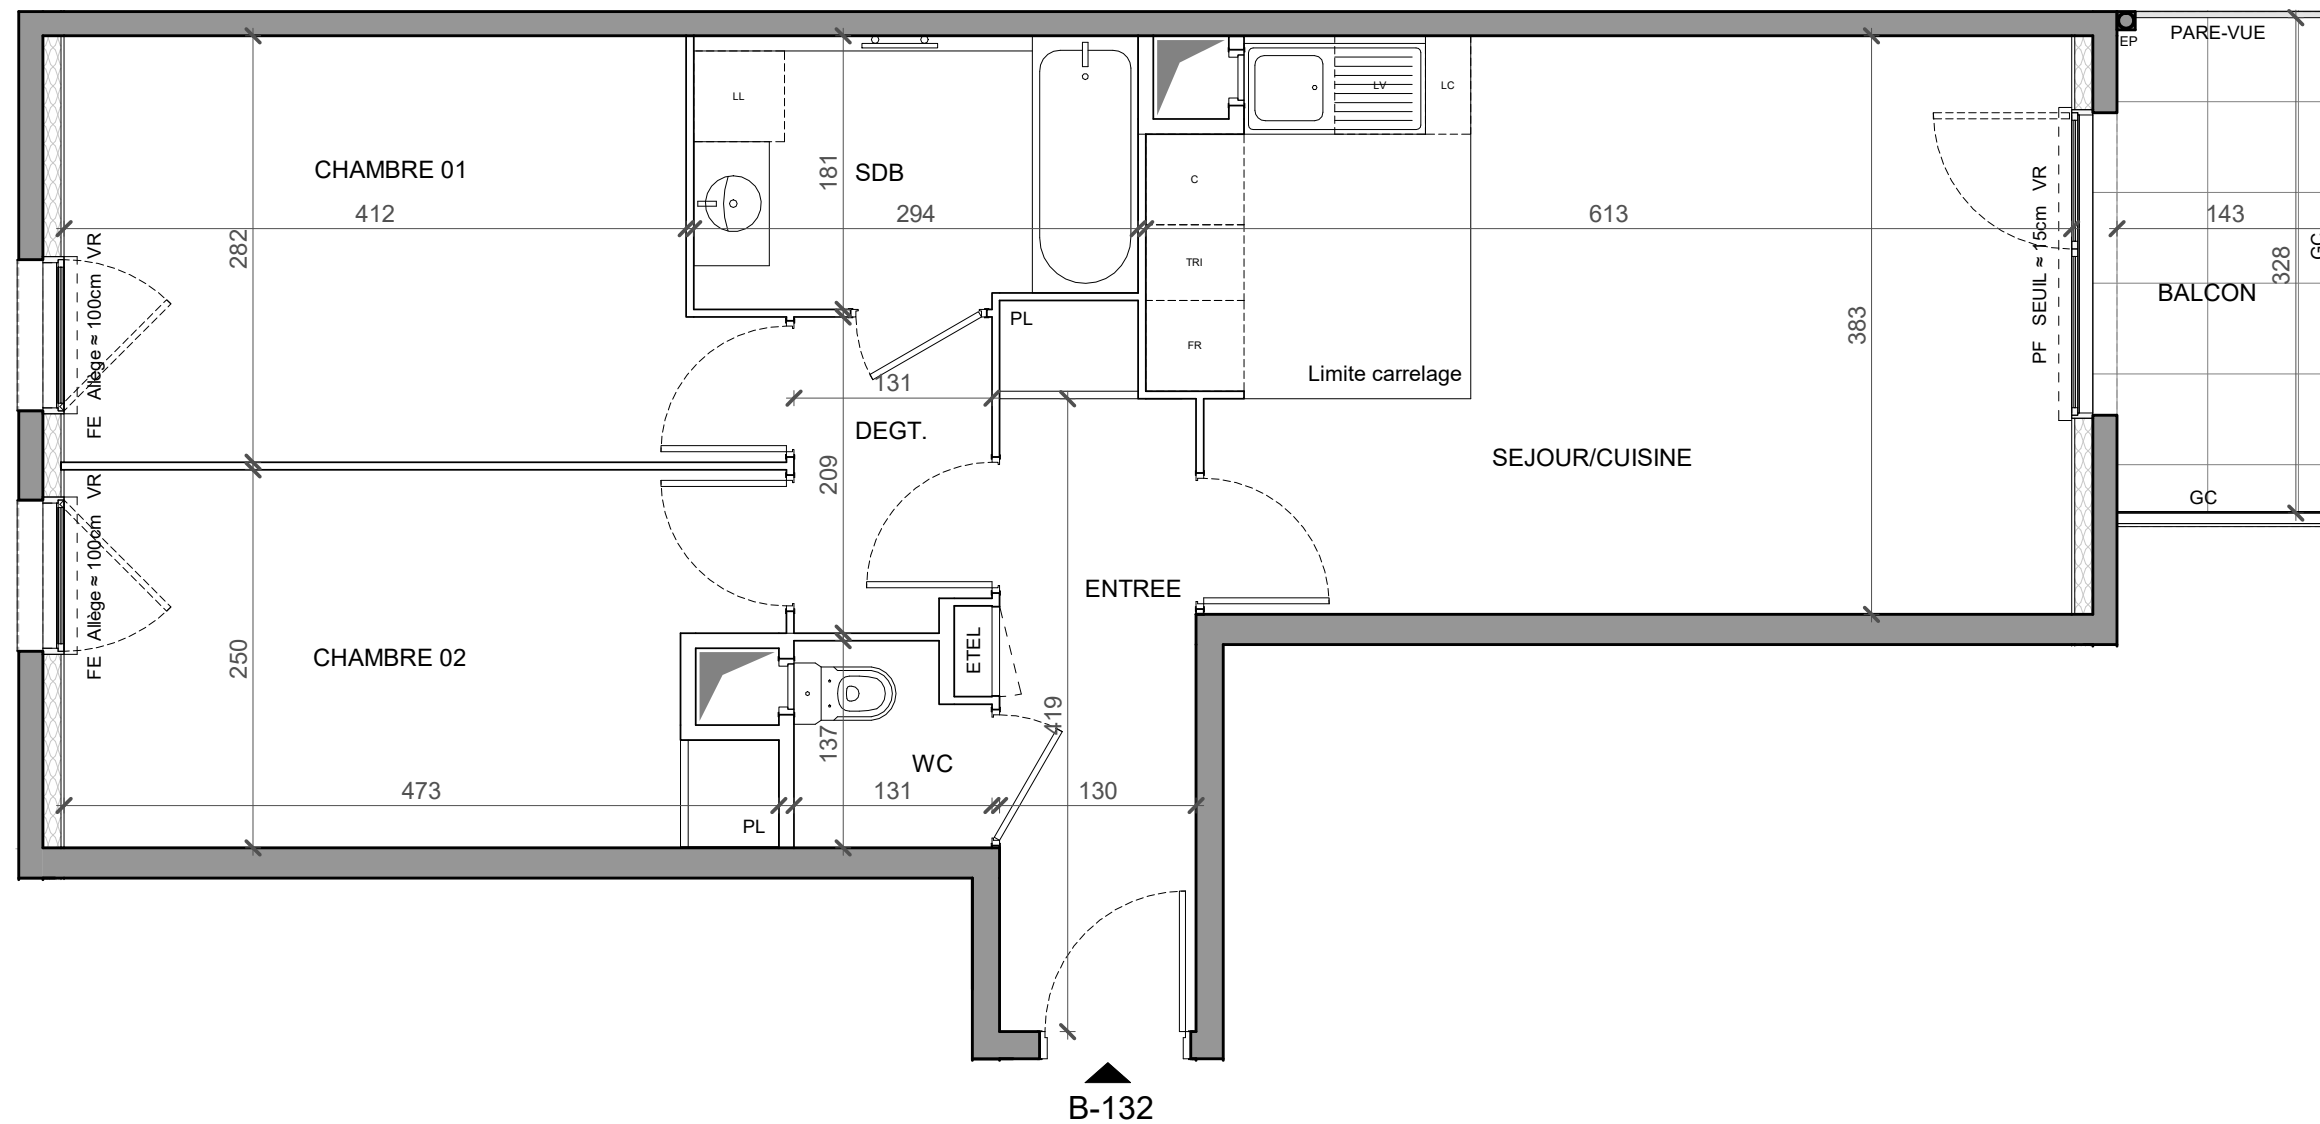 EP
PARE-VUE
LL
LV
LC
CHAMBRE 01
181
SDB
C
412
294
613
143
282
FE Allège ≈ 100cm VR
TRI
PF SEUIL ≈ 15cm VR
GC
328
BALCON
PL
383
FR
131
Limite carrelage
DEGT.
209
SEJOUR/CUISINE
GC
FE Allège ≈ 100cm VR
ENTREE
ETEL
CHAMBRE 02
250
419
137
WC
473
131
130
PL
B-132